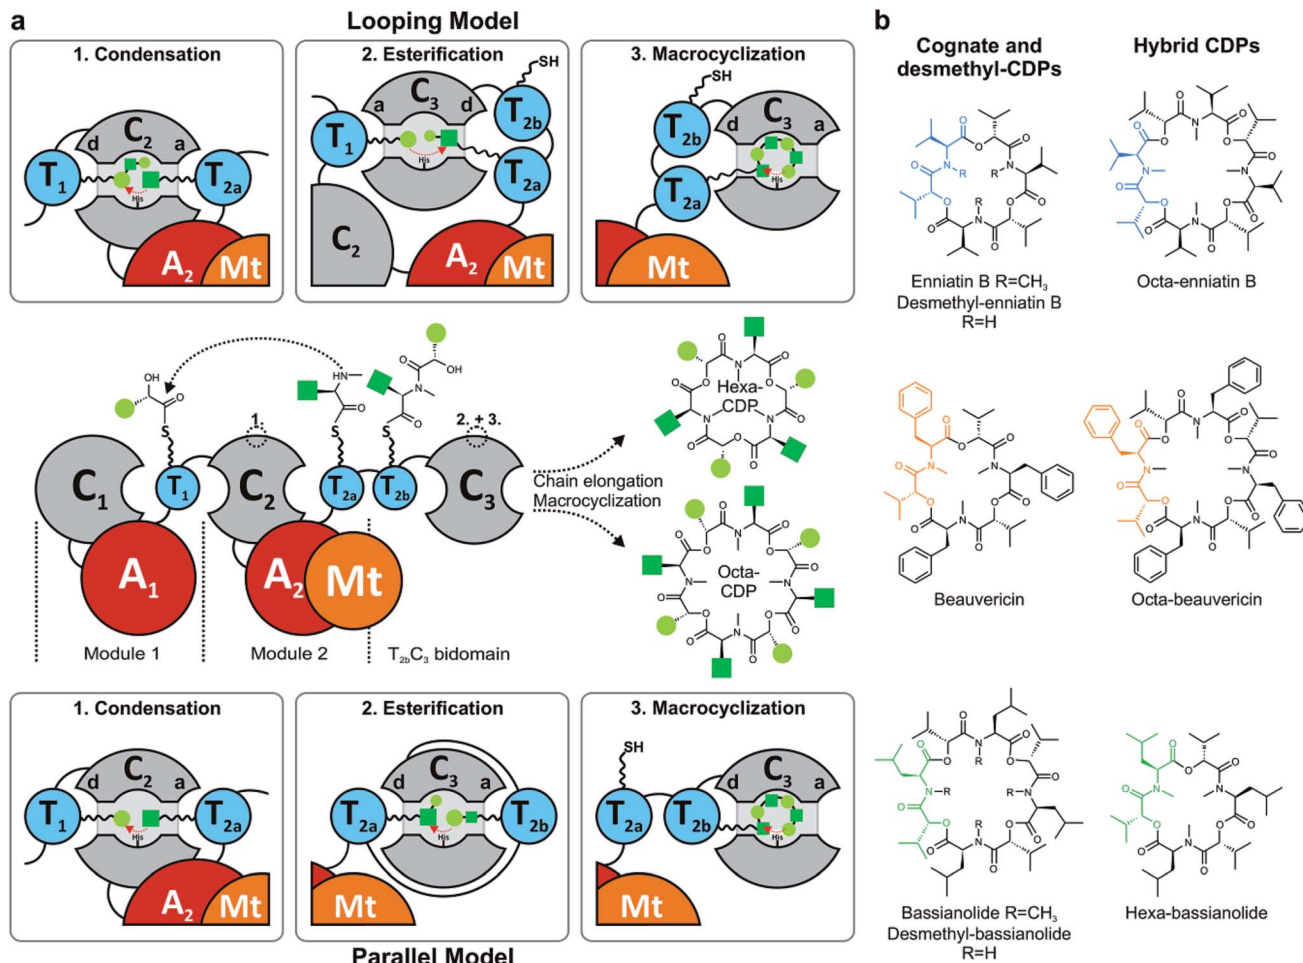 a
Looping Model
1. Condensation
C2
d
a
T1
T2a
His
A2
Mt
2. Esterification
SH
C3
a
d
T2b
T1
His
T2a
C2
A2
Mt
3. Macrocyclization
SH
T2b
C3
d
a
T2a
His
Mt
OH
O
S
HN
O
S
O
N
O
S
OH
1.
2. + 3.
C1
T1
C2
T2a
T2b
C3
A1
A2
Mt
Module 1
Module 2
T2bC3 bidomain
Chain elongation
Macrocyclization
Hexa-
CDP
Octa-
CDP
1. Condensation
C2
d
a
T1
T2a
His
A2
Mt
2. Esterification
C3
d
a
T2a
T2b
His
Mt
3. Macrocyclization
SH
C3
d
a
T2a
T2b
His
Mt
Parallel Model
b
Cognate and
desmethyl-CDPs
Hybrid CDPs
Enniatin B R=CH3
Desmethyl-enniatin B
R=H
Octa-enniatin B
Beauvericin
Octa-beauvericin
Bassianolide R=CH3
Desmethyl-bassianolide
R=H
Hexa-bassianolide